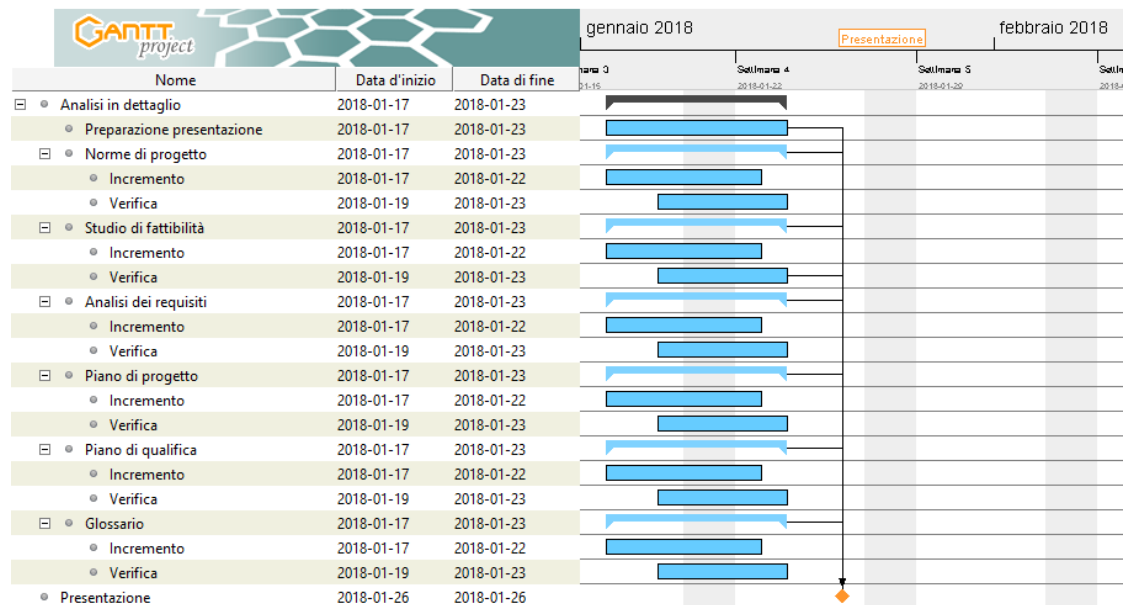 GANTT project
gennaio 2018
febbraio 2018
Presentazione
Nome Data d'inizio Data di fine
Settimana 4
Settimana 5
2018-01-22
2018-01-29
Analisi in dettaglio 2018-01-17 2018-01-23
Preparazione presentazione 2018-01-17 2018-01-23
Norme di progetto 2018-01-17 2018-01-23
Incremento 2018-01-17 2018-01-22
Verifica 2018-01-19 2018-01-23
Studio di fattibilità 2018-01-17 2018-01-23
Incremento 2018-01-17 2018-01-22
Verifica 2018-01-19 2018-01-23
Analisi dei requisiti 2018-01-17 2018-01-23
Incremento 2018-01-17 2018-01-22
Verifica 2018-01-19 2018-01-23
Piano di progetto 2018-01-17 2018-01-23
Incremento 2018-01-17 2018-01-22
Verifica 2018-01-19 2018-01-23
Piano di qualifica 2018-01-17 2018-01-23
Incremento 2018-01-17 2018-01-22
Verifica 2018-01-19 2018-01-23
Glossario 2018-01-17 2018-01-23
Incremento 2018-01-17 2018-01-22
Verifica 2018-01-19 2018-01-23
Presentazione 2018-01-26 2018-01-26